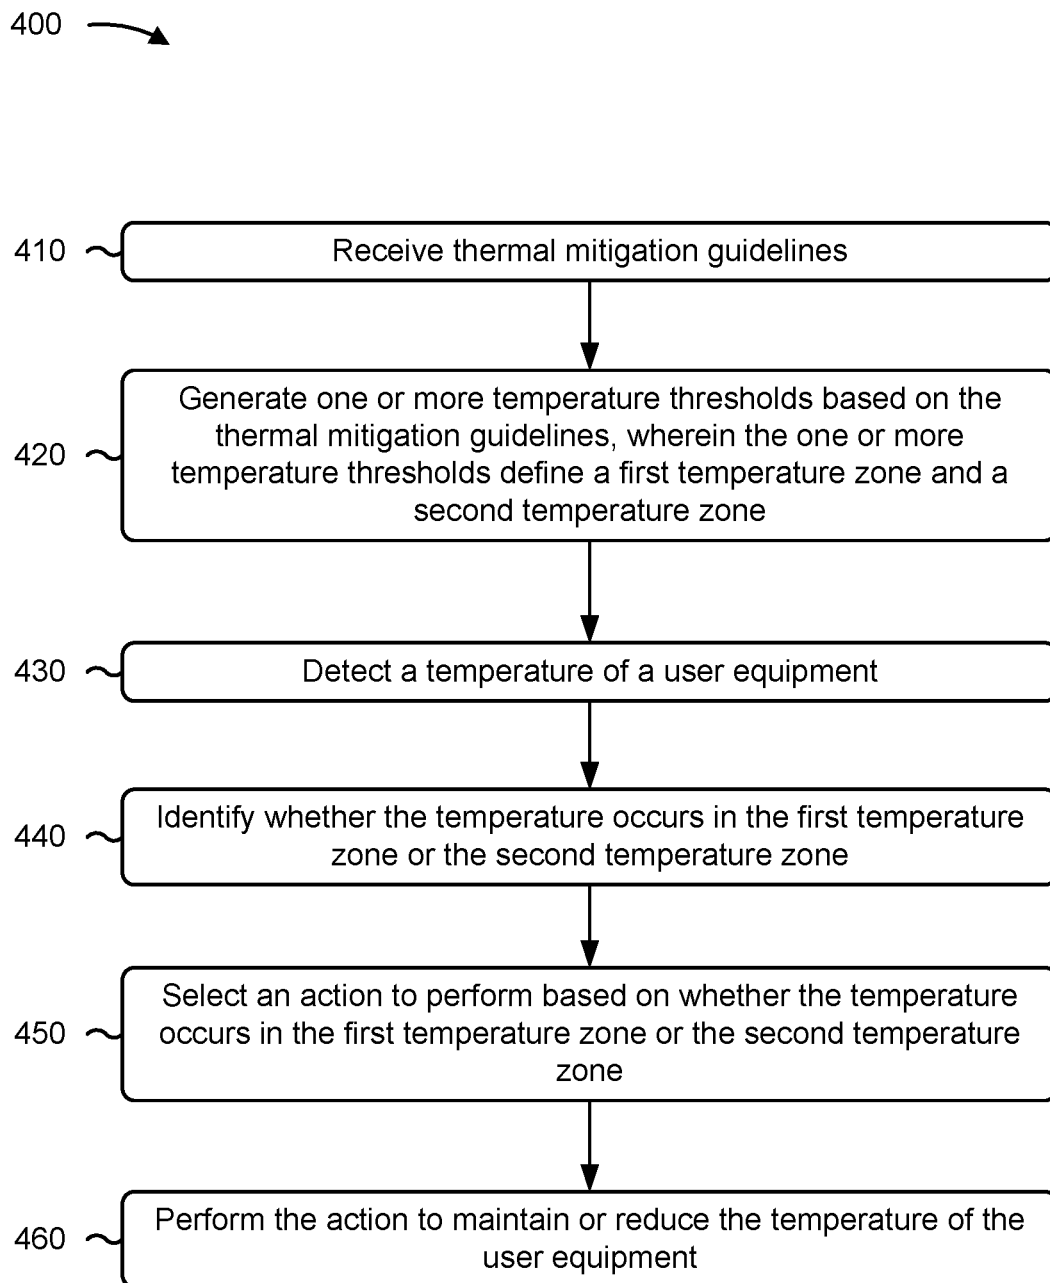 400
410
Receive thermal mitigation guidelines
420
Generate one or more temperature thresholds based on the
thermal mitigation guidelines, wherein the one or more
temperature thresholds define a first temperature zone and a
second temperature zone
430
Detect a temperature of a user equipment
440
Identify whether the temperature occurs in the first temperature
zone or the second temperature zone
450
Select an action to perform based on whether the temperature
occurs in the first temperature zone or the second temperature
zone
460
Perform the action to maintain or reduce the temperature of the
user equipment